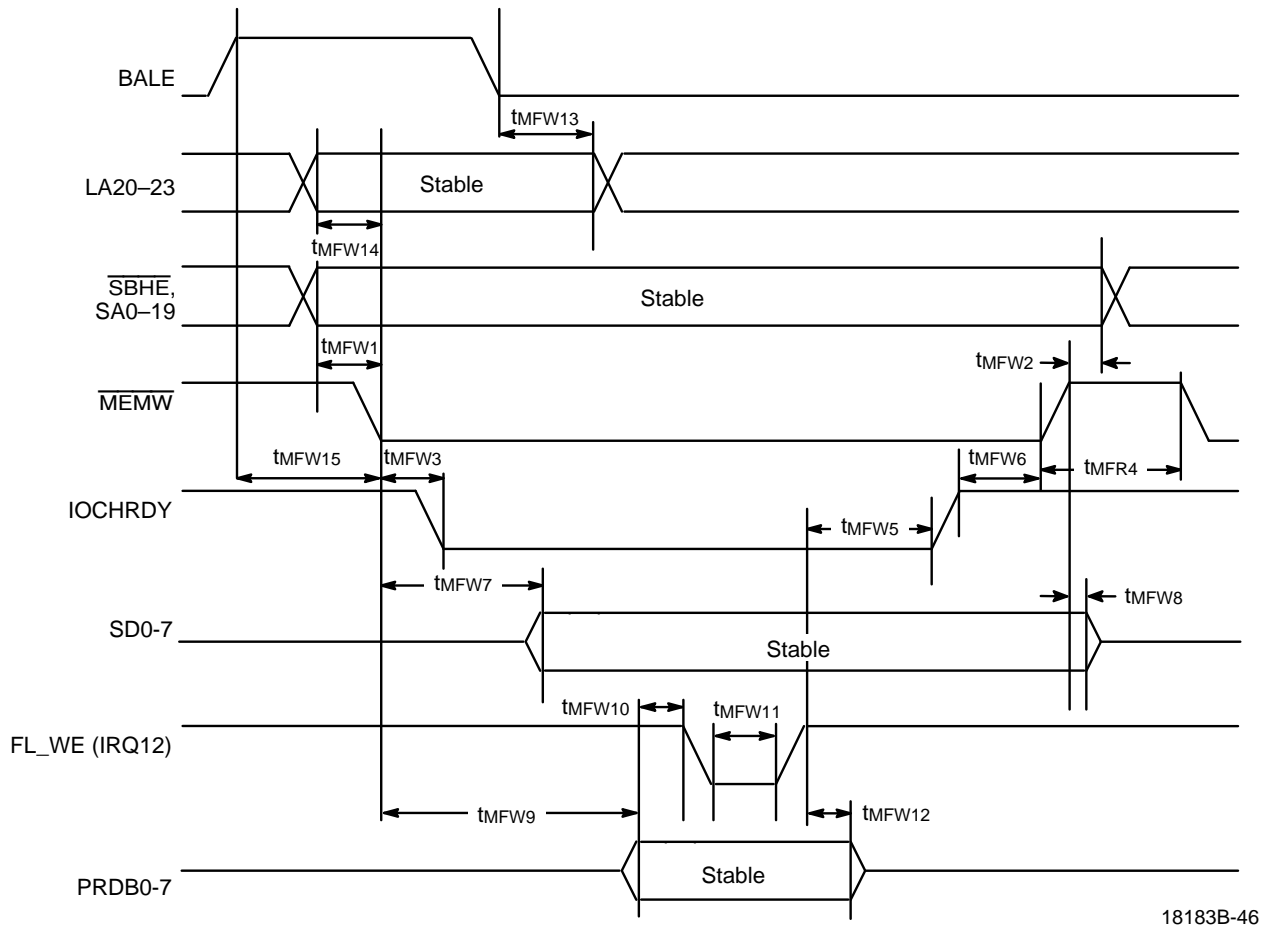 BALE
tMFW13
LA20–23
Stable
tMFW14
SBHE,
SA0–19
Stable
tMFW1
tMFW2
MEMW
tMFW15
tMFW3
tMFW6
tMFR4
IOCHRDY
tMFW5
tMFW7
tMFW8
SD0-7
Stable
tMFW10
tMFW11
FL_WE (IRQ12)
tMFW9
tMFW12
PRDB0-7
Stable
18183B-46